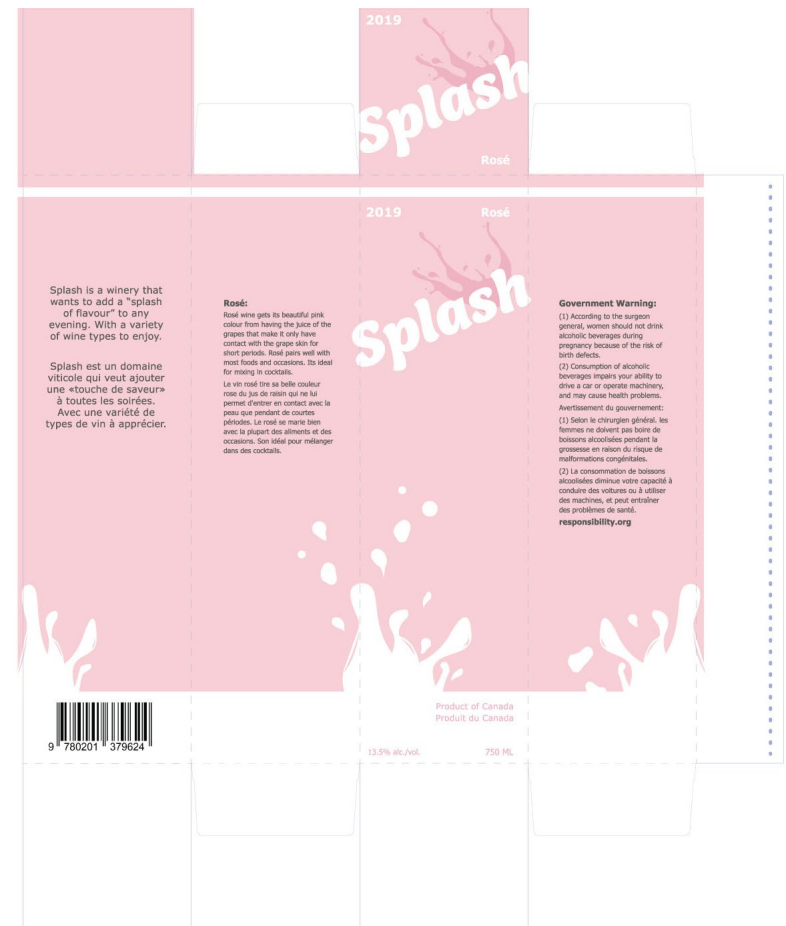 2019
Splash
Rosé
2019 Rosé
Splash
Splash is a winery that
wants to add a “splash
of flavour” to any
evening. With a variety
of wine types to enjoy.
Splash est un domaine
viticole qui veut ajouter
une «touche de saveur»
à toutes les soirées.
Avec une variété de
types de vin à apprécier.
Rosé:
Rosé wine gets its beautiful pink
colour from having the juice of the
grapes that make it only have
contact with the grape skin for
short periods. Rosé pairs well with
most foods and occasions. Its ideal
for mixing in cocktails.
Le vin rosé tire sa belle couleur
rose du jus de raisin qui ne lui
permet d'entrer en contact avec la
peau que pendant de courtes
périodes. Le rosé se marie bien
avec la plupart des aliments et des
occasions. Son idéal pour mélanger
dans des cocktails.
Government Warning:
(1) According to the surgeon
general, women should not drink
alcoholic beverages during
pregnancy because of the risk of
birth defects.
(2) Consumption of alcoholic
beverages impairs your ability to
drive a car or operate machinery,
and may cause health problems.
Avertissement du gouvernement:
(1) Selon le chirurgien général. les
femmes ne doivent pas boire de
boissons alcoolisées pendant la
grossesse en raison du risque de
malformations congénitales.
(2) La consommation de boissons
alcoolisées diminue votre capacité à
conduire des voitures ou à utiliser
des machines, et peut entraîner
des problèmes de santé.
responsibility.org
9 780201 379624
Product of Canada
Produit du Canada
13.5% alc./vol. 750 ML